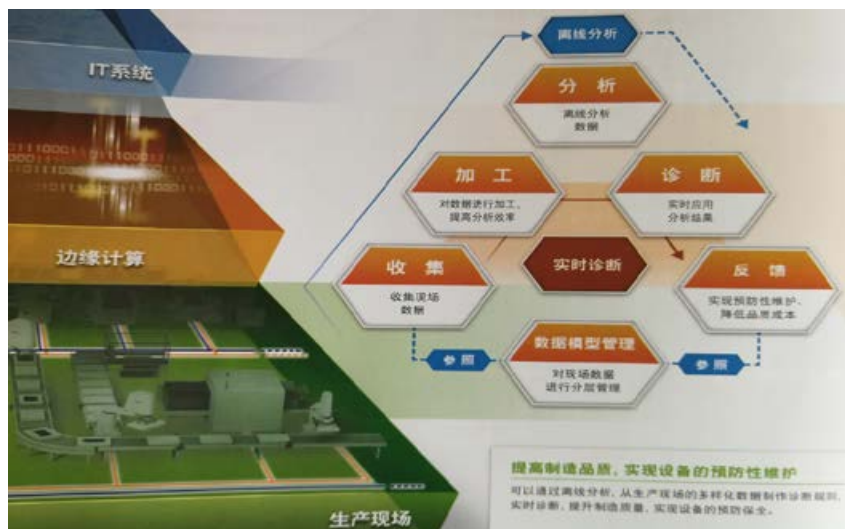 离线分析
IT系统
分析
离线分析
数据
加工
对数据进行加工、
提高分析效率
诊断
实时应用
分析结果
边缘计算
收集
收集现场
数据
实时诊断
反馈
实现预防性维护、
降低品质成本
参照
数据模型管理
对现场数据
进行分层管理
参照
提高制造品质，实现设备的预防性维护
可以通过离线分析，从生产现场的多样化数据制作诊断规则，
实时诊断，提升制造质量，实现设备的预防保全。
生产现场